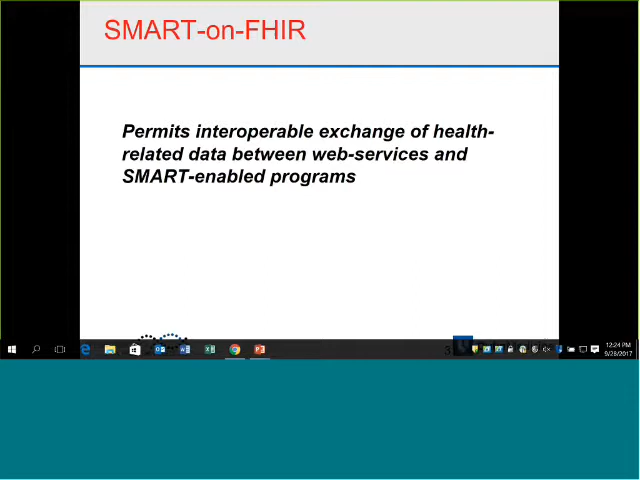 SMART-on-FHIR
Permits interoperable exchange of health-
related data between web-services and
SMART-enabled programs
12:24 PM
9/28/2017